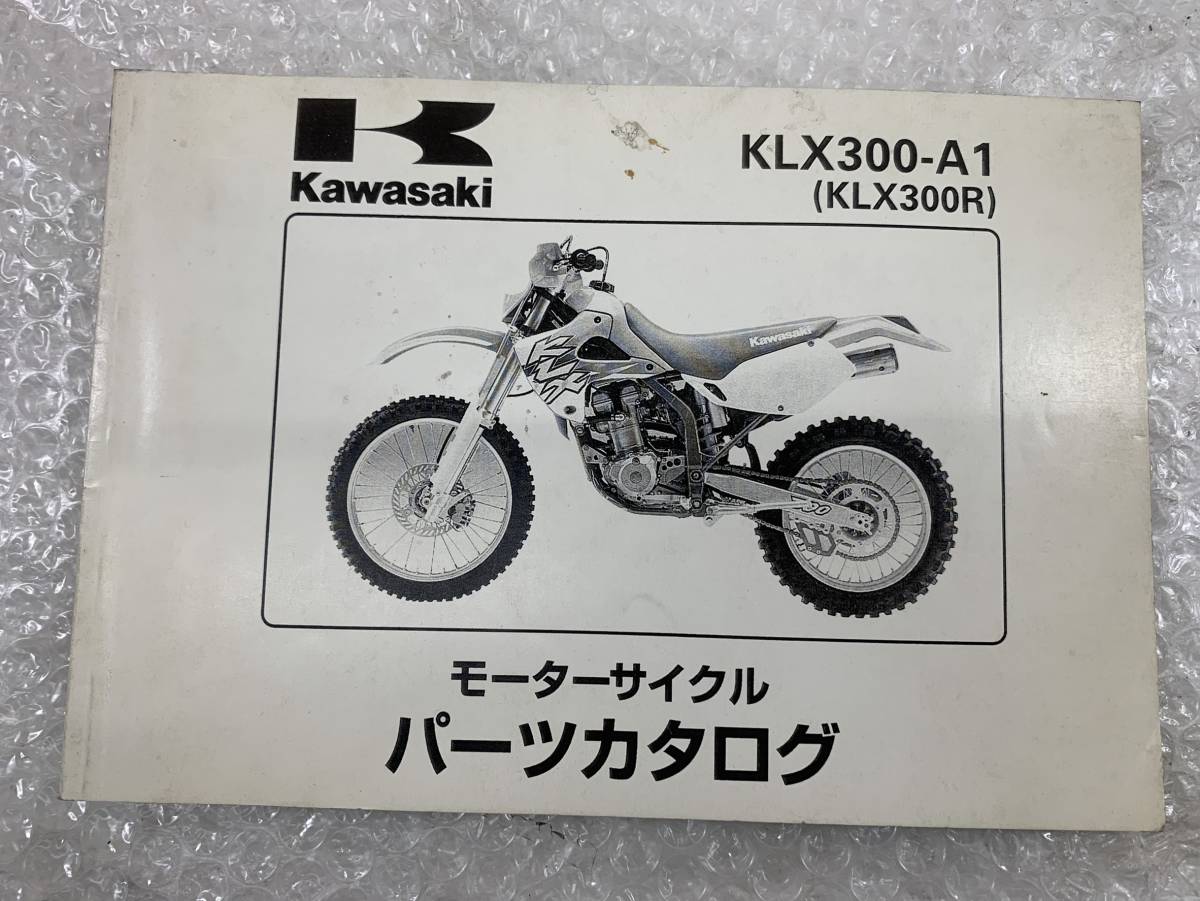 Kawasaki
KLX300-A1
(KLX300R)
Kawasaki
モーターサイクル
パーツカタログ